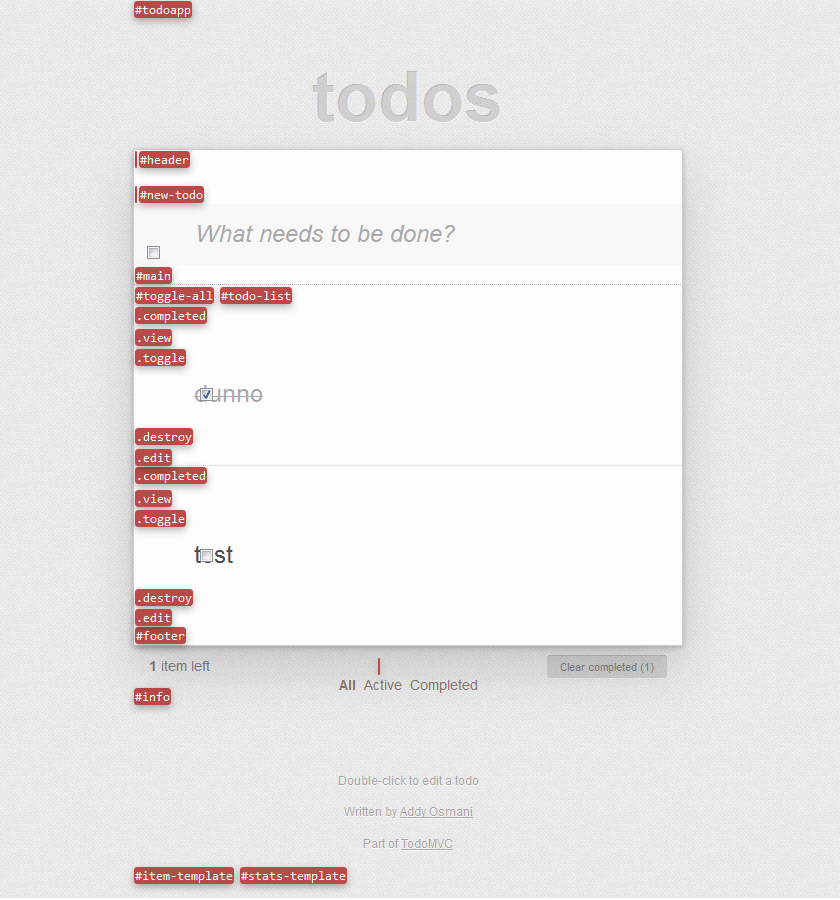 #todoapp
todos
#header
#new-todo
What needs to be done?
#main
#toggle-all #todo-list
.completed
.view
.toggle
dunno
.destroy
.edit
.completed
.view
.toggle
test
.destroy
.edit
#footer
1 item left
Clear completed (1)
All Active Completed
#info
Double-click to edit a todo
Written by Addy Osmani
Part of TodoMVC
#item-template #stats-template